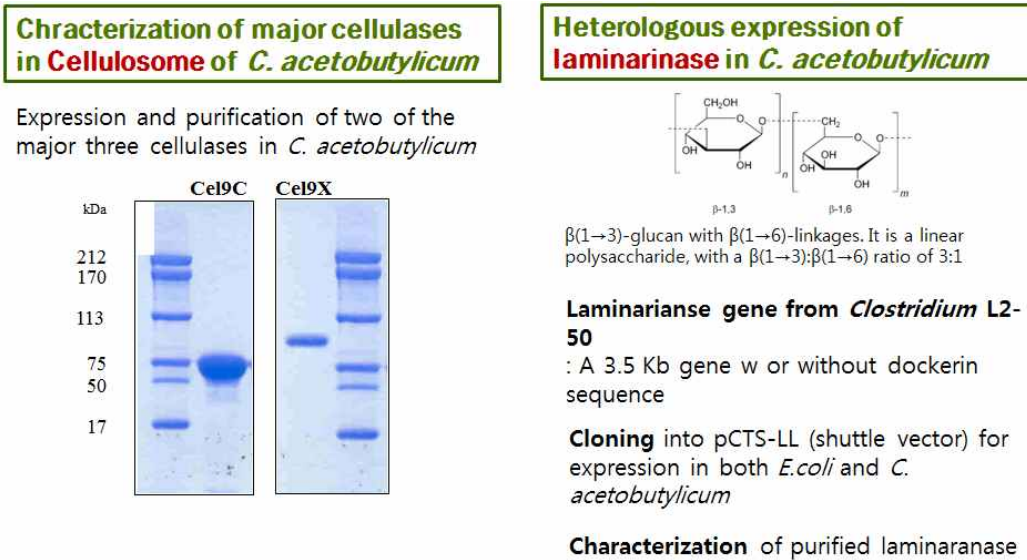 Chracterization of major cellulases
in Cellulosome of C. acetobutylicum
Expression and purification of two of the
major three cellulases in C. acetobutylicum
Cel9C Cel9X
kDa
212
170
113
75
50
17
Heterologous expression of
laminarinase in C. acetobutylicum
CH2OH
O
O
OH
OH
n
CH2
O
O
OH
OH
OH
m
β-1,3
β-1,6
β(1→3)-glucan with β(1→6)-linkages. It is a linear
polysaccharide, with a β(1→3):β(1→6) ratio of 3:1
Laminarianse gene from Clostridium L2-
50
: A 3.5 Kb gene w or without dockerin
sequence
Cloning into pCTS-LL (shuttle vector) for
expression in both E.coli and C.
acetobutylicum
Characterization of purified laminaranase